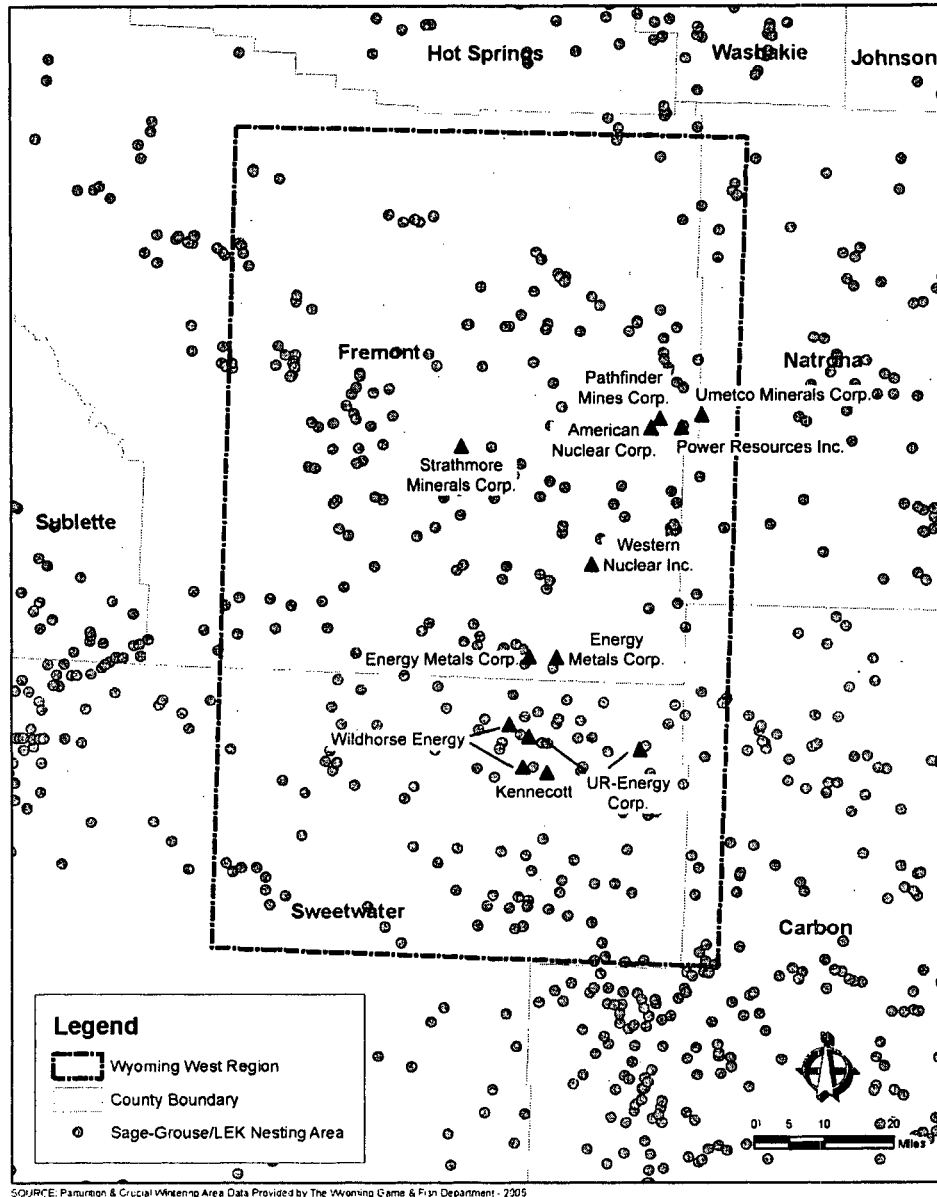 Hot Springs
Washakie
Johnson
Fremont
Natrona
Pathfinder
Mines Corp.
Umetco Minerals Corp.
American
Nuclear Corp.
Power Resources Inc.
Strathmore
Minerals Corp.
Sublette
Western
Nuclear Inc.
Energy Metals Corp.
Energy
Metals Corp.
Wildhorse Energy
Kennecott
UR-Energy
Corp.
Sweetwater
Carbon
Legend
Wyoming West Region
County Boundary
Sage-Grouse/LEK Nesting Area
0 5 10 20
Miles
SOURCE: Parturition & Crucial Wintering Area Data Provided by The Wyoming Game & Fish Department - 2005